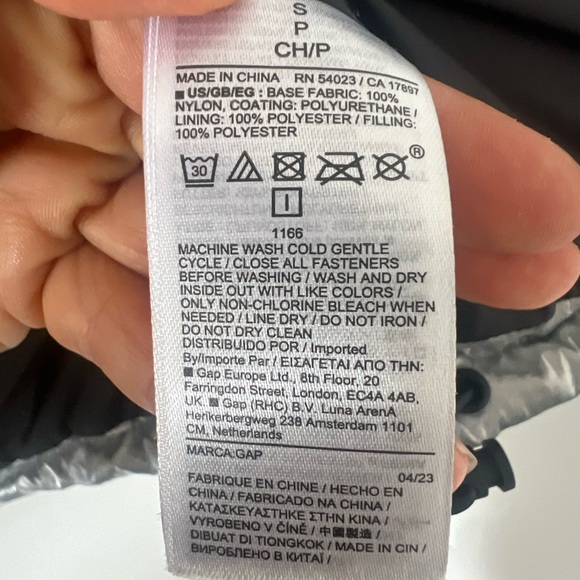 S
P
CH/P
MADE IN CHINA RN 54023 / CA 17897
■ US/GB/EG : BASE FABRIC: 100%
NYLON, COATING: POLYURETHANE /
LINING: 100% POLYESTER / FILLING:
100% POLYESTER
30
®
1166
MACHINE WASH COLD GENTLE
CYCLE / CLOSE ALL FASTENERS
BEFORE WASHING / WASH AND DRY
INSIDE OUT WITH LIKE COLORS /
ONLY NON-CHLORINE BLEACH WHEN
NEEDED / LINE DRY / DO NOT IRON /
DO NOT DRY CLEAN
DISTRIBUIDO POR / Imported
By/Importe Par / ΕΙΣΑΓΕΤΑΙ ΑΠΟ ΤΗΝ:
■ Gap Europe Ltd., 8th Floor, 20
Farringdon Street, London, EC4A 4AB,
UK. ■ Gap (RHC) B.V. Luna ArenA
Herikerbergweg 238 Amsterdam 1101
CM, Netherlands
MARCA:GAP
04/23
FABRIQUE EN CHINE / HECHO EN
CHINA / FABRICADO NA CHINA /
ΚΑΤΑΣΚΕΥΑΣΤΗΚΕ ΣΤΗΝ ΚΙΝΑ /
VYROBENO V ČÍNĚ / 中國製造 /
DIBUAT DI TIONGKOK / MADE IN CIN /
ВИРОБЛЕНО В КИТАЇ /